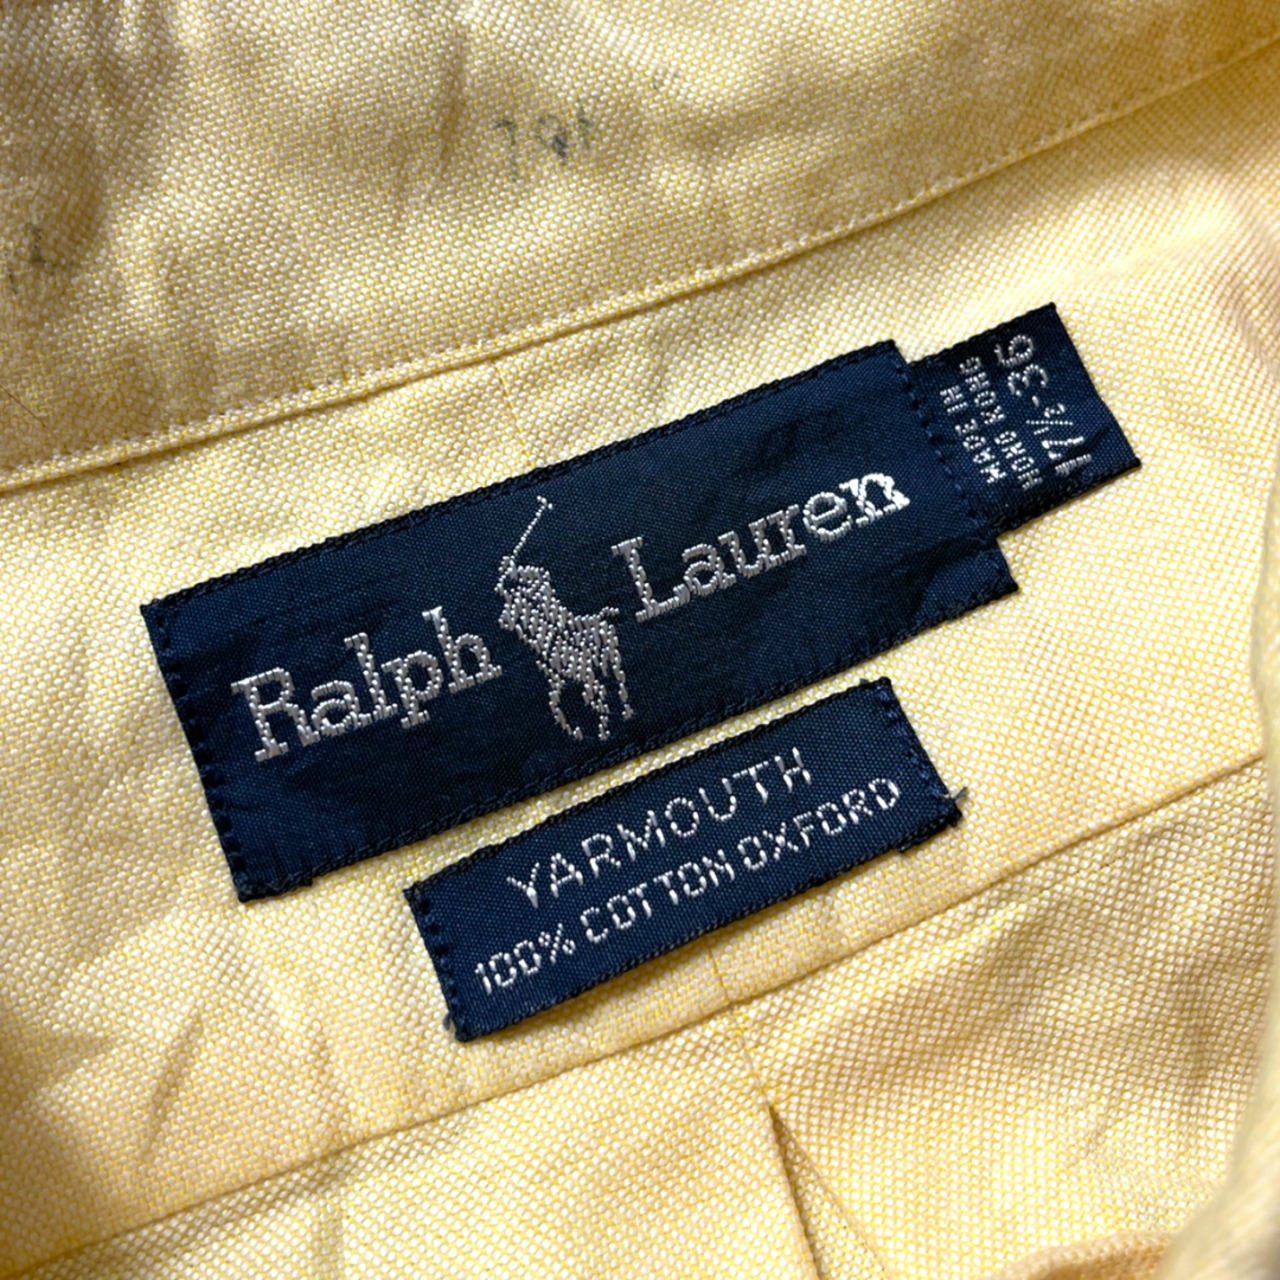 Ralph Lauren
MADE IN
HONG KONG
17½-36
YARMOUTH
100% COTTON OXFORD